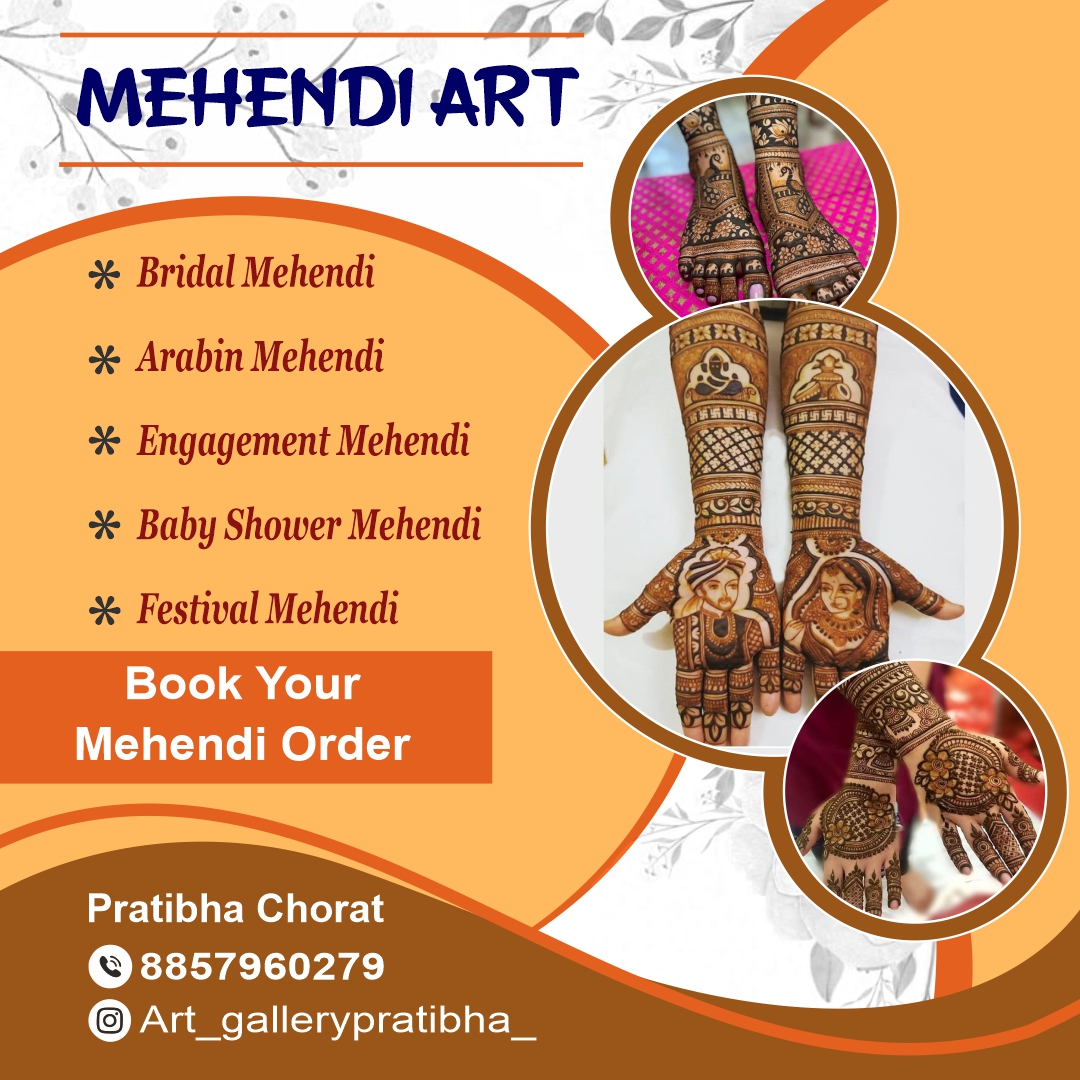 MEHENDI ART
* Bridal Mehendi
* Arabin Mehendi
* Engagement Mehendi
* Baby Shower Mehendi
* Festival Mehendi
Book Your
Mehendi Order
Pratibha Chorat
8857960279
Art_gallerypratibha_